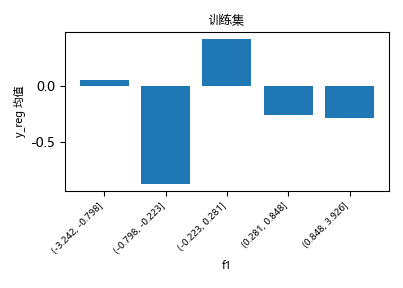 训练集
y_reg 均值
0.0
-0.5
(-3.242, -0.798]
(-0.798, -0.223]
(-0.223, 0.281]
(0.281, 0.848]
(0.848, 3.926]
f1